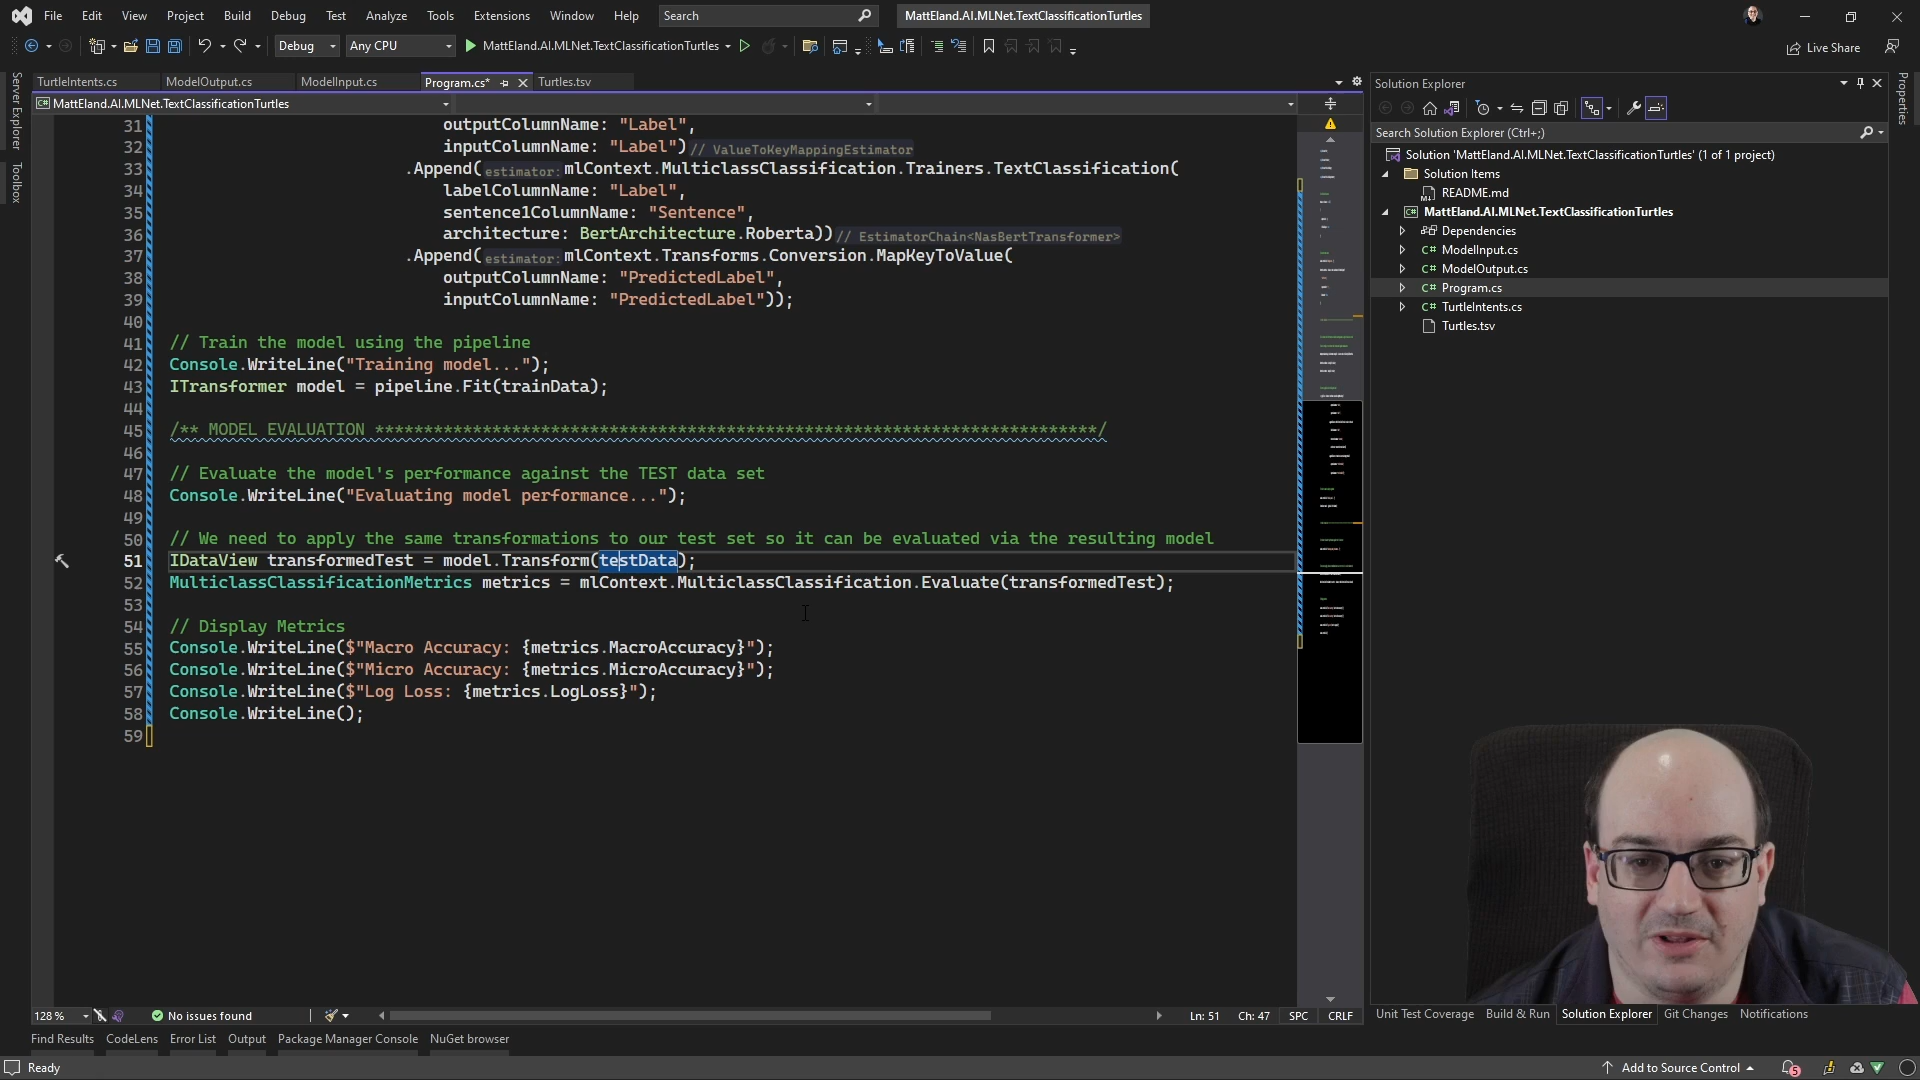 File Edit View Project Build Debug Test Analyze Tools Extensions Window Help Search MattEland.AI.MLNet.TextClassificationTurtles
Debug Any CPU MattEland.AI.MLNet.TextClassificationTurtles Live Share
TurtleIntents.cs ModelOutput.cs ModelInput.cs Program.cs* Turtles.tsv
MattEland.AI.MLNet.TextClassificationTurtles
Server Explorer
Toolbox
31 outputColumnName: "Label",
32 inputColumnName: "Label") // ValueToKeyMappingEstimator
33 .Append( estimator: mlContext.MulticlassClassification.Trainers.TextClassification(
34 labelColumnName: "Label",
35 sentence1ColumnName: "Sentence",
36 architecture: BertArchitecture.Roberta)) // EstimatorChain<NasBertTransformer>
37 .Append( estimator: mlContext.Transforms.Conversion.MapKeyToValue(
38 outputColumnName: "PredictedLabel",
39 inputColumnName: "PredictedLabel"));
40
41 // Train the model using the pipeline
42 Console.WriteLine("Training model...");
43 ITransformer model = pipeline.Fit(trainData);
44
45 /** MODEL EVALUATION **************************************************************************/
46
47 // Evaluate the model's performance against the TEST data set
48 Console.WriteLine("Evaluating model performance...");
49
50 // We need to apply the same transformations to our test set so it can be evaluated via the resulting model
51 IDataView transformedTest = model.Transform(testData);
52 MulticlassClassificationMetrics metrics = mlContext.MulticlassClassification.Evaluate(transformedTest);
53
54 // Display Metrics
55 Console.WriteLine($"Macro Accuracy: {metrics.MacroAccuracy}");
56 Console.WriteLine($"Micro Accuracy: {metrics.MicroAccuracy}");
57 Console.WriteLine($"Log Loss: {metrics.LogLoss}");
58 Console.WriteLine();
59
128 % No issues found Ln: 51 Ch: 47 SPC CRLF
Find Results CodeLens Error List Output Package Manager Console NuGet browser
Solution Explorer
Search Solution Explorer (Ctrl+;)
Solution 'MattEland.AI.MLNet.TextClassificationTurtles' (1 of 1 project)
Solution Items
README.md
MattEland.AI.MLNet.TextClassificationTurtles
Dependencies
C# ModelInput.cs
C# ModelOutput.cs
C# Program.cs
C# TurtleIntents.cs
Turtles.tsv
Properties
Unit Test Coverage Build & Run Solution Explorer Git Changes Notifications
Ready Add to Source Control 5